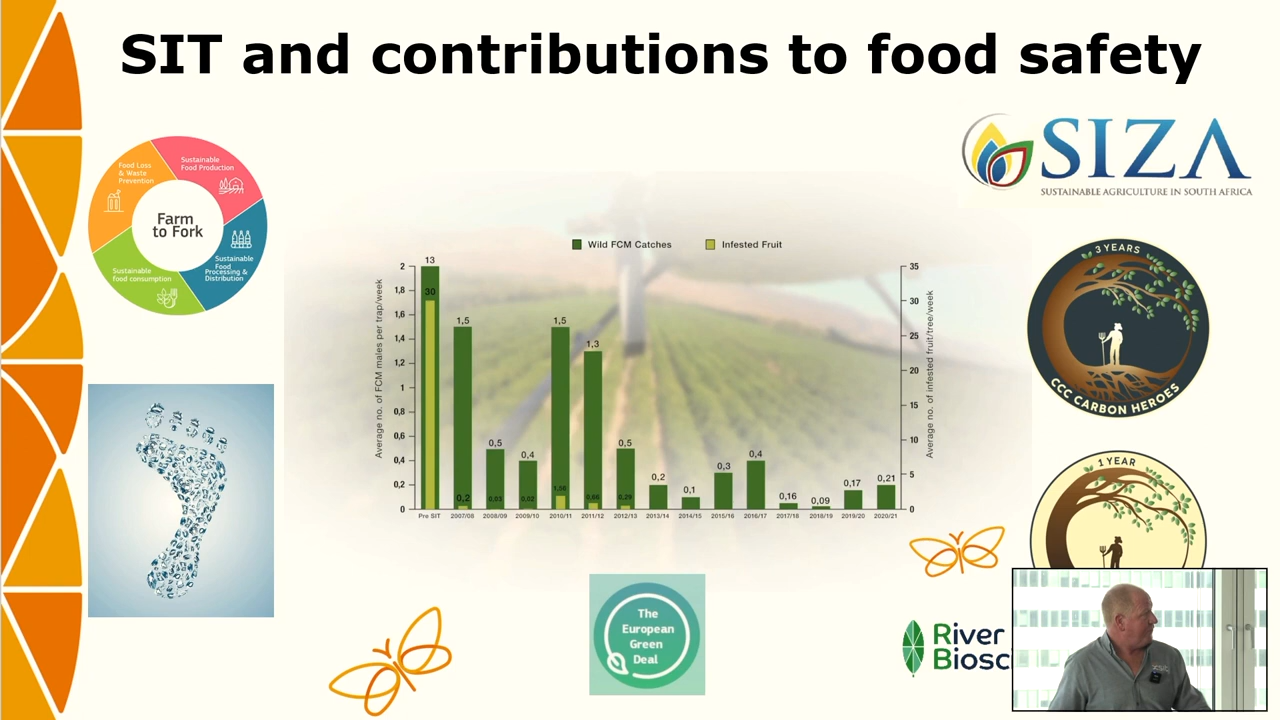 SIT and contributions to food safety
Food Loss
& Waste
Prevention
Sustainable
Food Production
Farm
to Fork
Sustainable
food consumption
Sustainable
Food
Processing &
Distribution
SIZA
SUSTAINABLE AGRICULTURE IN SOUTH AFRICA
3 YEARS
CCC CARBON HEROES
1 YEAR
Wild FCM Catches
Infested Fruit
Average no. of FCM males per trap/week
2
1,8
1,6
1,4
1,2
1
0,8
0,6
0,4
0,2
0
13
30
1,5
0,2
0,5
0,03
0,4
0,02
1,5
1,3
0,5
0,29
0,2
0,1
0,3
0,4
0,16
0,09
0,17
0,21
35
30
25
20
15
10
5
0
Average no. of infested fruit/tree/week
Pre SIT 2007/08 2008/09 2009/10 2010/11 2011/12 2012/13 2013/14 2014/15 2015/16 2016/17 2017/18 2018/19 2019/20 2020/21
The
European
Green
Deal
River
Biosc